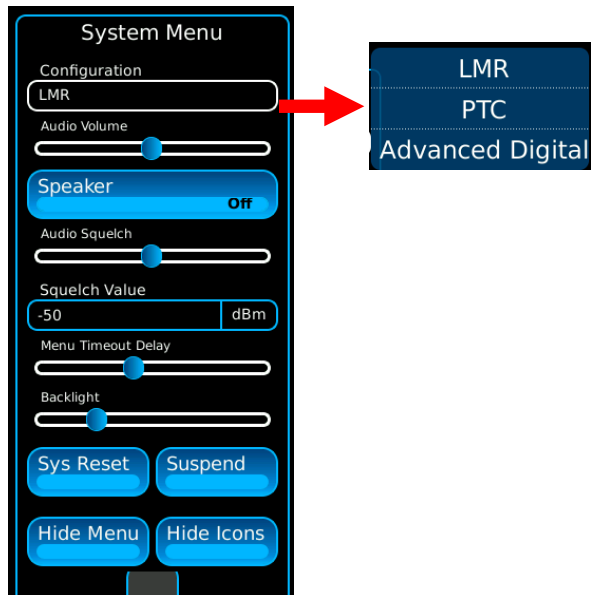 System Menu
Configuration
LMR
Audio Volume
Speaker
Off
Audio Squelch
Squelch Value
-50 dBm
Menu Timeout Delay
Backlight
Sys Reset Suspend
Hide Menu Hide Icons
LMR
PTC
Advanced Digital